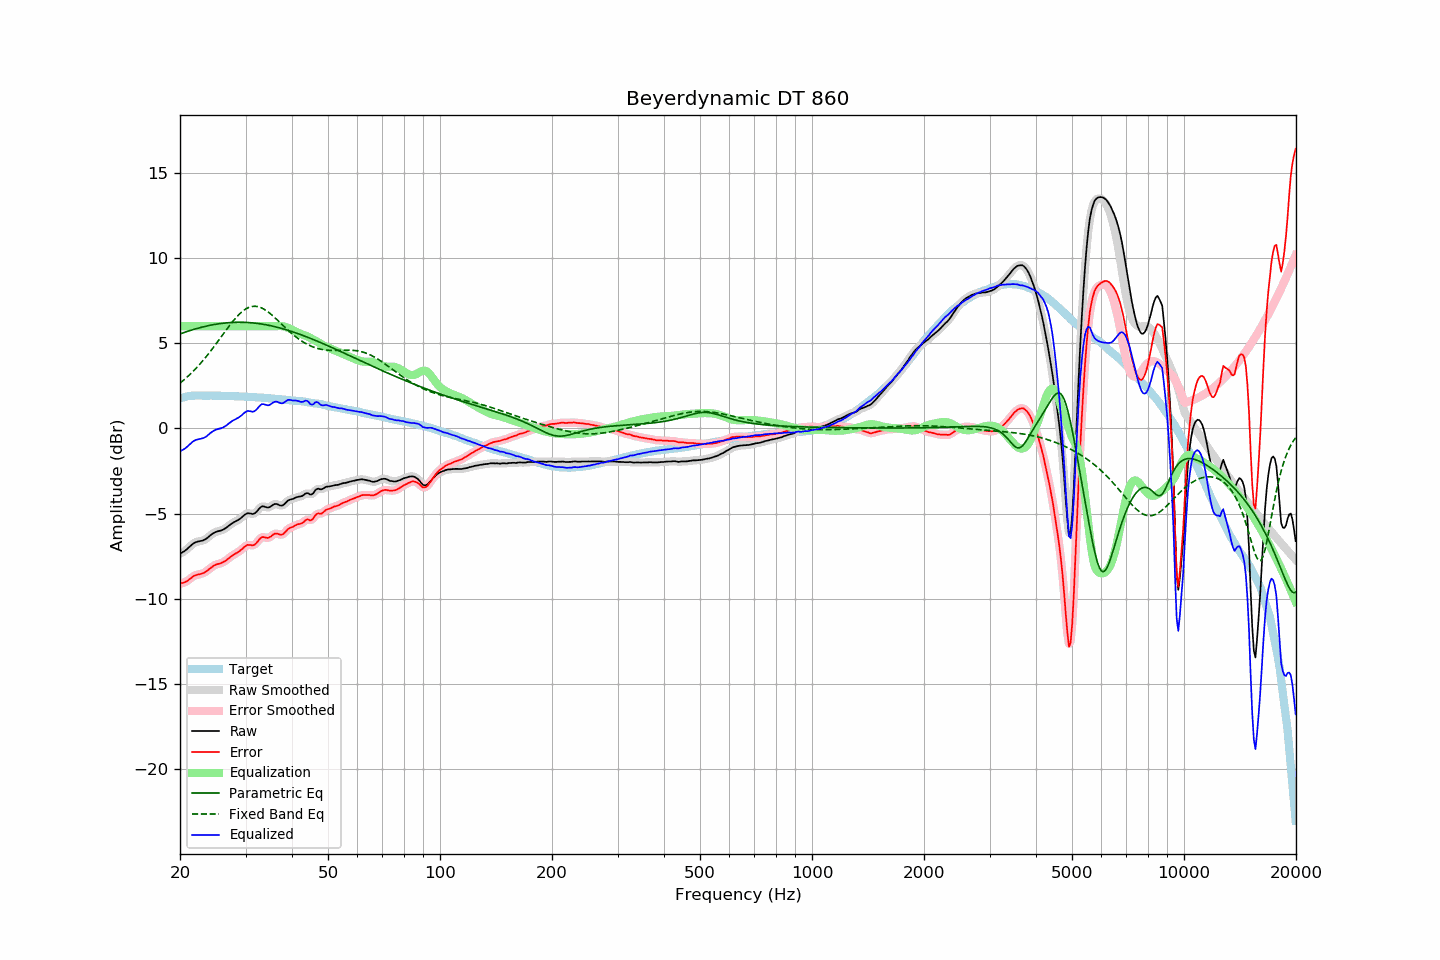 Beyerdynamic DT 860
Amplitude (dBr)
15
10
5
0
−5
−10
−15
−20
Target
Raw Smoothed
Error Smoothed
Raw
Error
Equalization
Parametric Eq
Fixed Band Eq
Equalized
20 50 100 200 500 1000 2000 5000 10000 20000
Frequency (Hz)